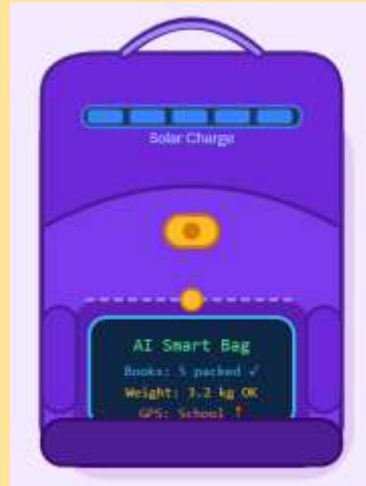 Solar Charge
AI Smart Bag
Books: 5 packed ✓
Weight: 3.2 kg OK
GPS: School